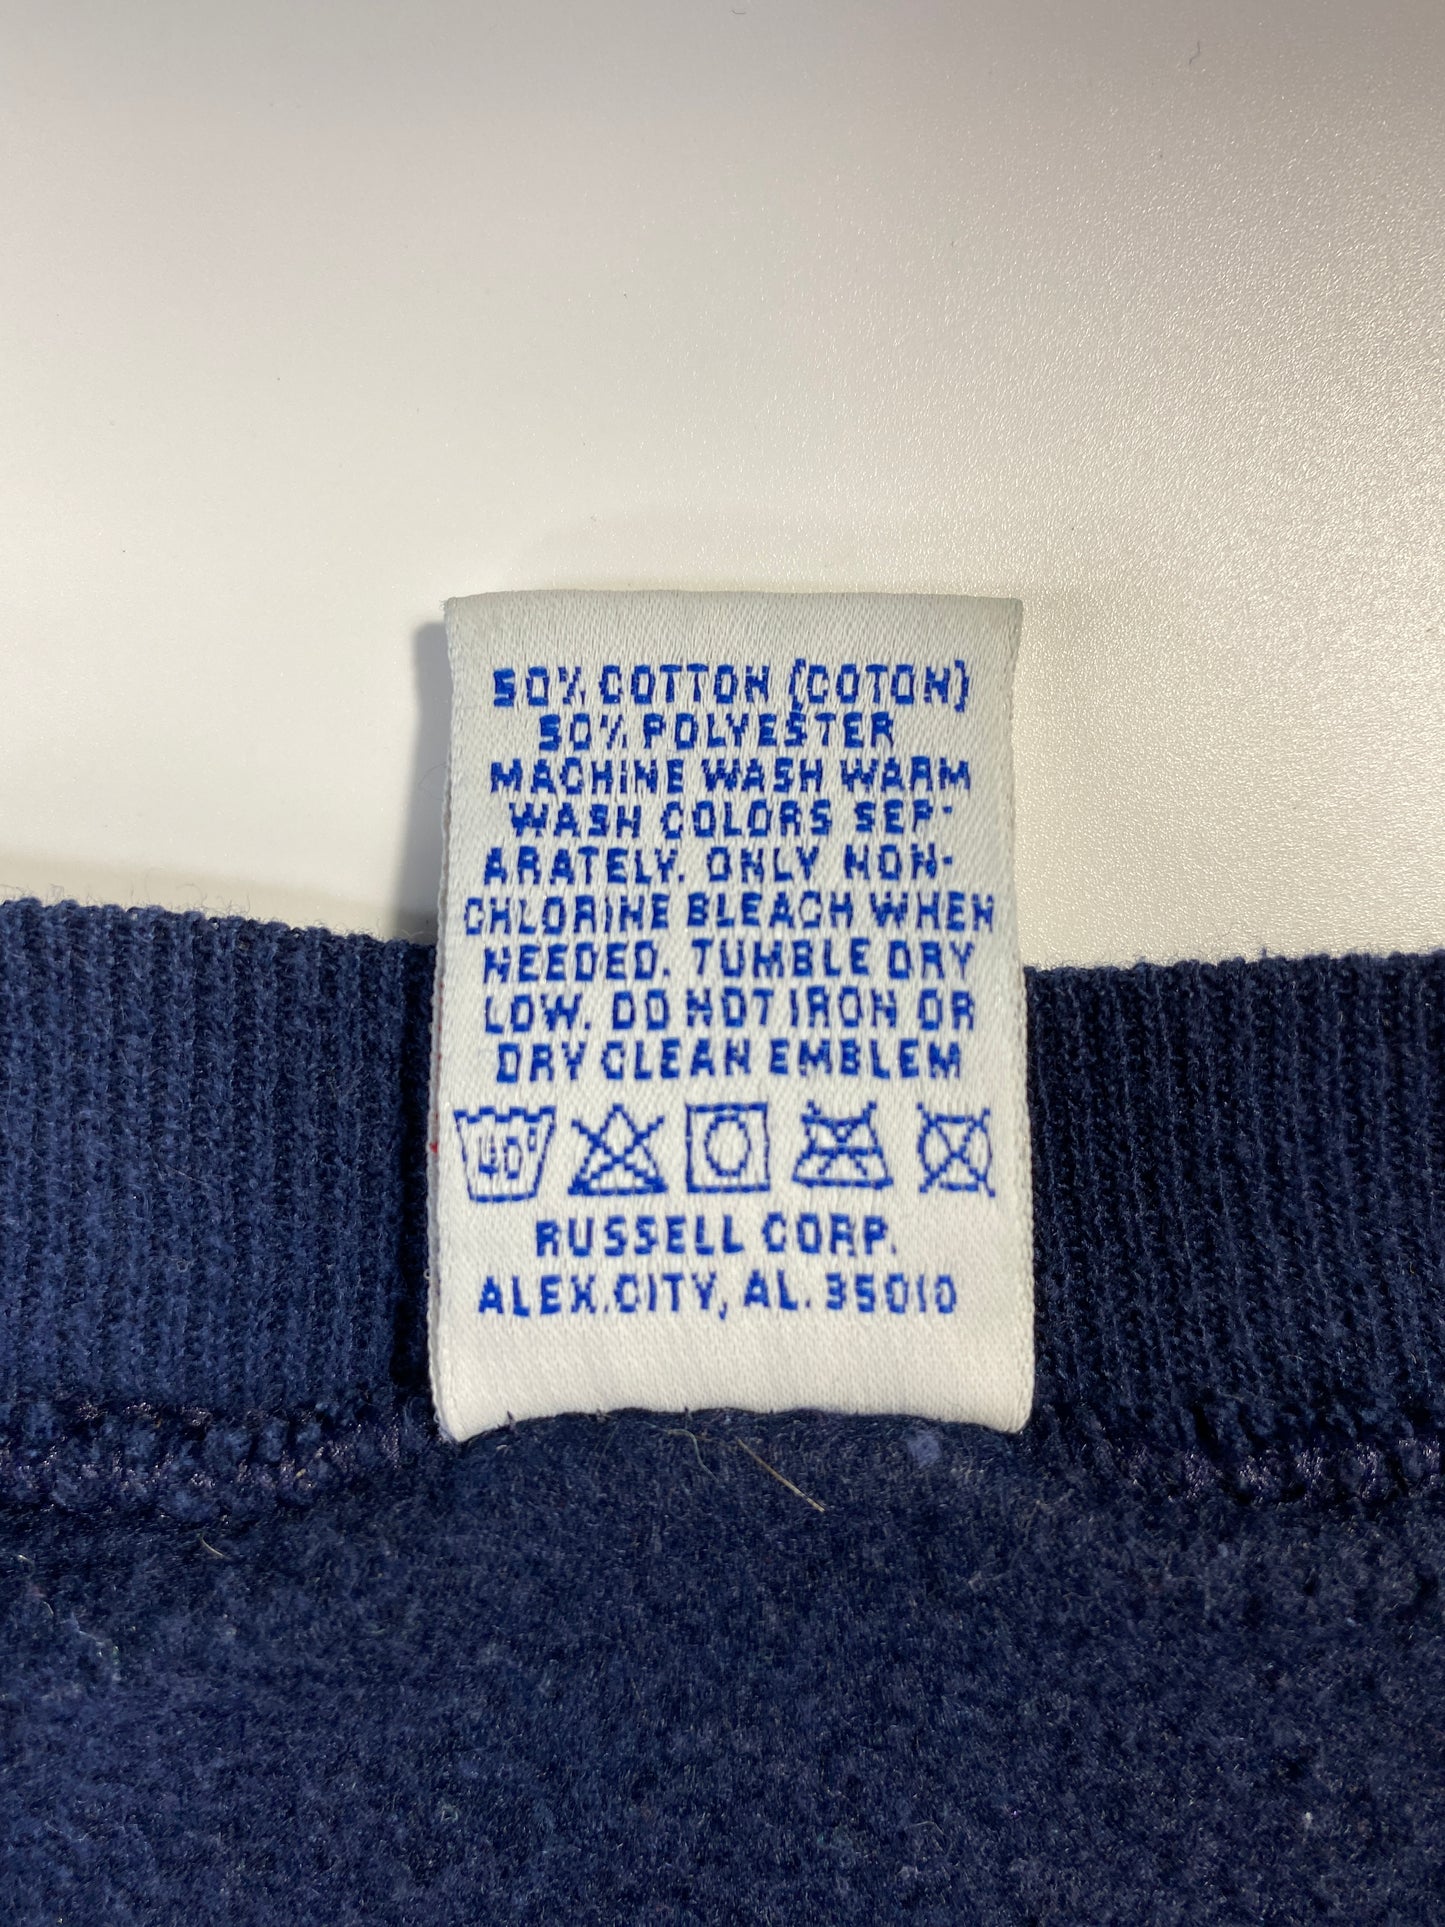 50% COTTON (COTON)
50% POLYESTER
MACHINE WASH WARM
WASH COLORS SEP-
ARATELY. ONLY NON-
CHLORINE BLEACH WHEN
NEEDED. TUMBLE DRY
LOW. DO NOT IRON OR
DRY CLEAN EMBLEM
40°
RUSSELL CORP.
ALEX.CITY, AL. 35010